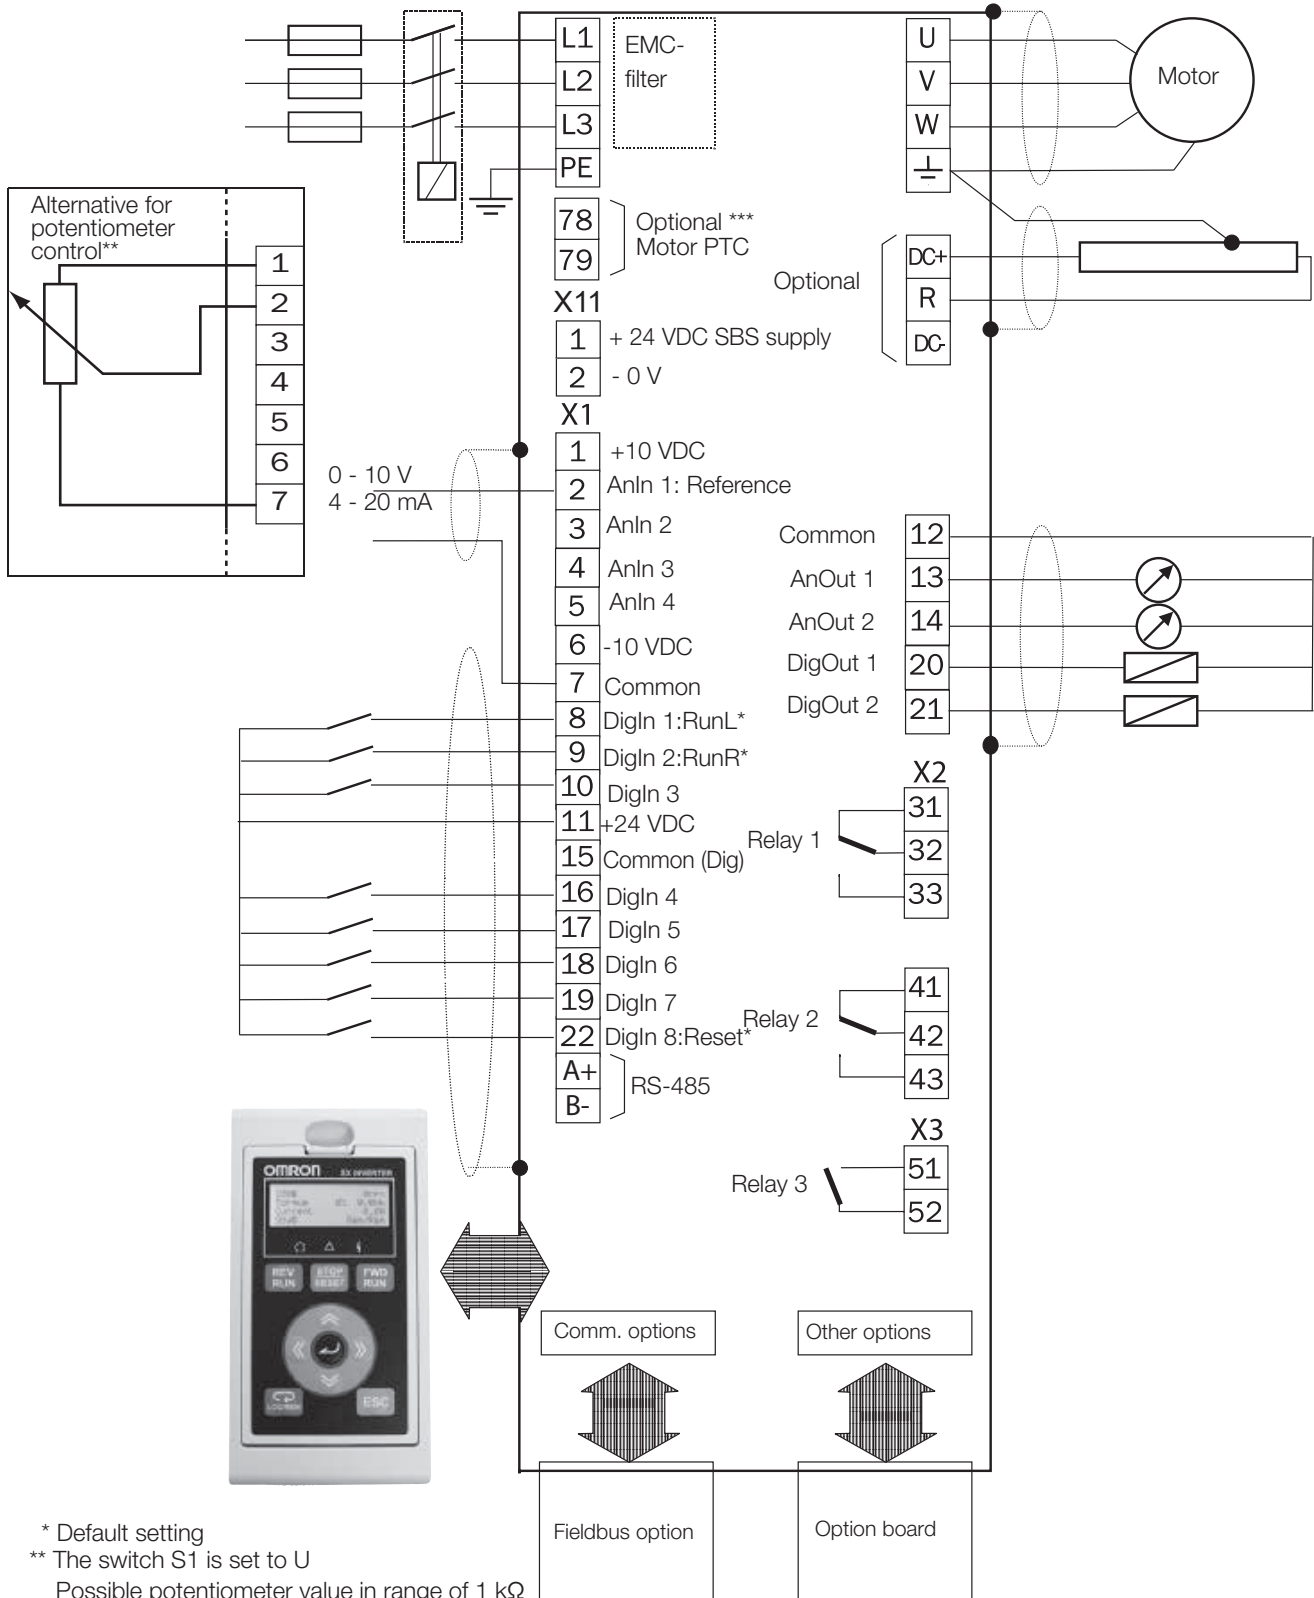 L1
L2
L3
PE
EMC-
filter
U
V
W
Motor
78
79
Optional ***
Motor PTC
Alternative for
potentiometer
control**
1
2
3
4
5
6
7
Optional
DC+
R
DC-
X11
1 + 24 VDC SBS supply
2 - 0 V
X1
1 +10 VDC
0 - 10 V
4 - 20 mA
2 AnIn 1: Reference
3 AnIn 2
4 AnIn 3
5 AnIn 4
6 -10 VDC
7 Common
8 DigIn 1:RunL*
9 DigIn 2:RunR*
10 DigIn 3
11 +24 VDC
15 Common (Dig)
16 DigIn 4
17 DigIn 5
18 DigIn 6
19 DigIn 7
22 DigIn 8:Reset*
A+
B-
RS-485
Common 12
AnOut 1 13
AnOut 2 14
DigOut 1 20
DigOut 2 21
X2
Relay 1
31
32
33
Relay 2
41
42
43
X3
Relay 3
51
52
OMRON SX INVERTER
REV
RUN
STOP
RESET
FWD
RUN
LOC/REM
ESC
Comm. options
Other options
Fieldbus option
Option board
* Default setting
** The switch S1 is set to U
Possible potentiometer value in range of 1 kΩ